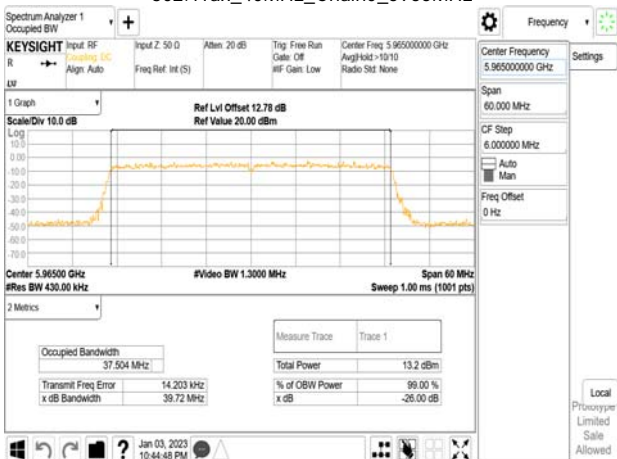 Spectrum Analyzer 1
Occupied BW
Frequency
KEYSIGHT
R
LXI
Input: RF
Coupling: DC
Align: Auto
Input Z: 50 Ω
Freq Ref: Int (S)
Atten: 20 dB
Trig: Free Run
Gate: Off
#IF Gain: Low
Center Freq: 5.965000000 GHz
Avg|Hold:>10/10
Radio Std: None
Center Frequency
5.965000000 GHz
Settings
Span
60.000 MHz
CF Step
6.000000 MHz
Auto
Man
Freq Offset
0 Hz
1 Graph
Scale/Div 10.0 dB
Ref Lvl Offset 12.78 dB
Ref Value 20.00 dBm
Log
10.0
0.00
-10.0
-20.0
-30.0
-40.0
-50.0
-60.0
-70.0
Center 5.96500 GHz
#Res BW 430.00 kHz
#Video BW 1.3000 MHz
Span 60 MHz
Sweep 1.00 ms (1001 pts)
2 Metrics
Measure Trace
Trace 1
Occupied Bandwidth
37.504 MHz
Total Power
13.2 dBm
Transmit Freq Error
14.203 kHz
% of OBW Power
99.00 %
x dB Bandwidth
39.72 MHz
x dB
-26.00 dB
Local
Prototype
Limited
Sale
Allowed
?
Jan 03, 2023
10:44:48 PM